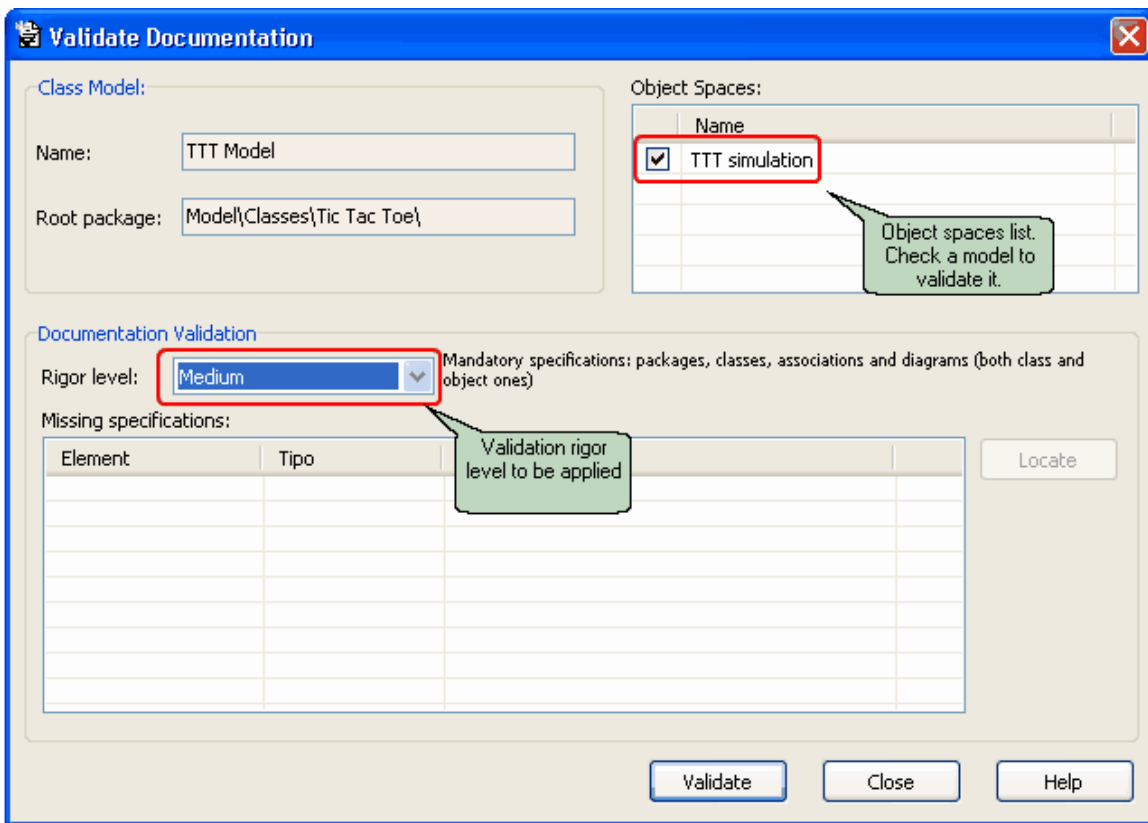 Validate Documentation
Class Model:
Name:
TTT Model
Root package:
Model\Classes\Tic Tac Toe\
Object Spaces:
Name
TTT simulation
Object spaces list.
Check a model to
validate it.
Documentation Validation
Rigor level:
Medium
Mandatory specifications: packages, classes, associations and diagrams (both class and
object ones)
Validation rigor
level to be applied
Missing specifications:
Element
Tipo
Locate
Validate
Close
Help